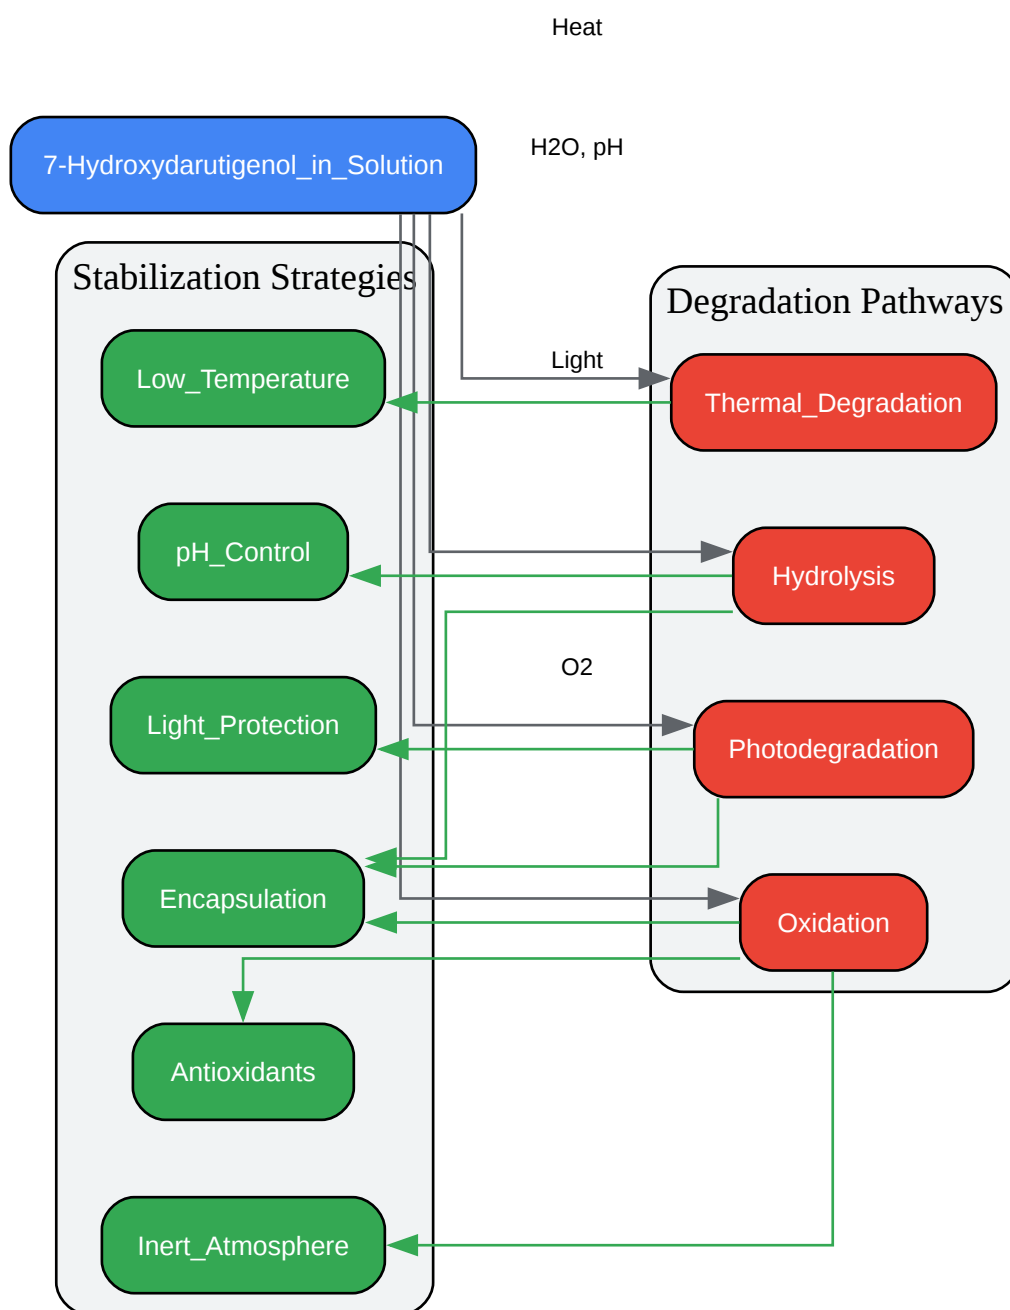 Heat
7-Hydroxydarutigenol_in_Solution
H2O, pH
Stabilization Strategies
Degradation Pathways
Light
Low_Temperature
Thermal_Degradation
pH_Control
Hydrolysis
O2
Light_Protection
Photodegradation
Encapsulation
Oxidation
Antioxidants
Inert_Atmosphere